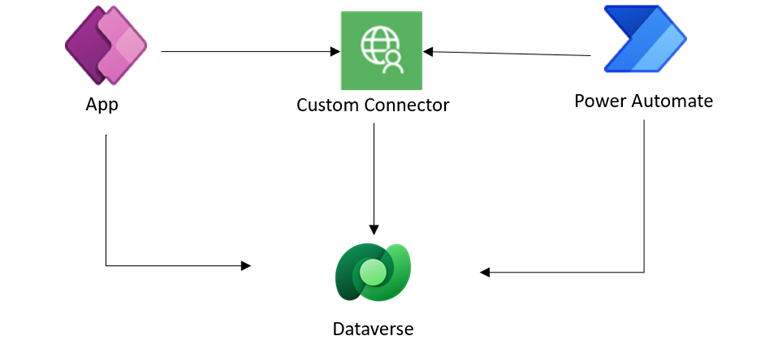 App
Custom Connector
Power Automate
Dataverse